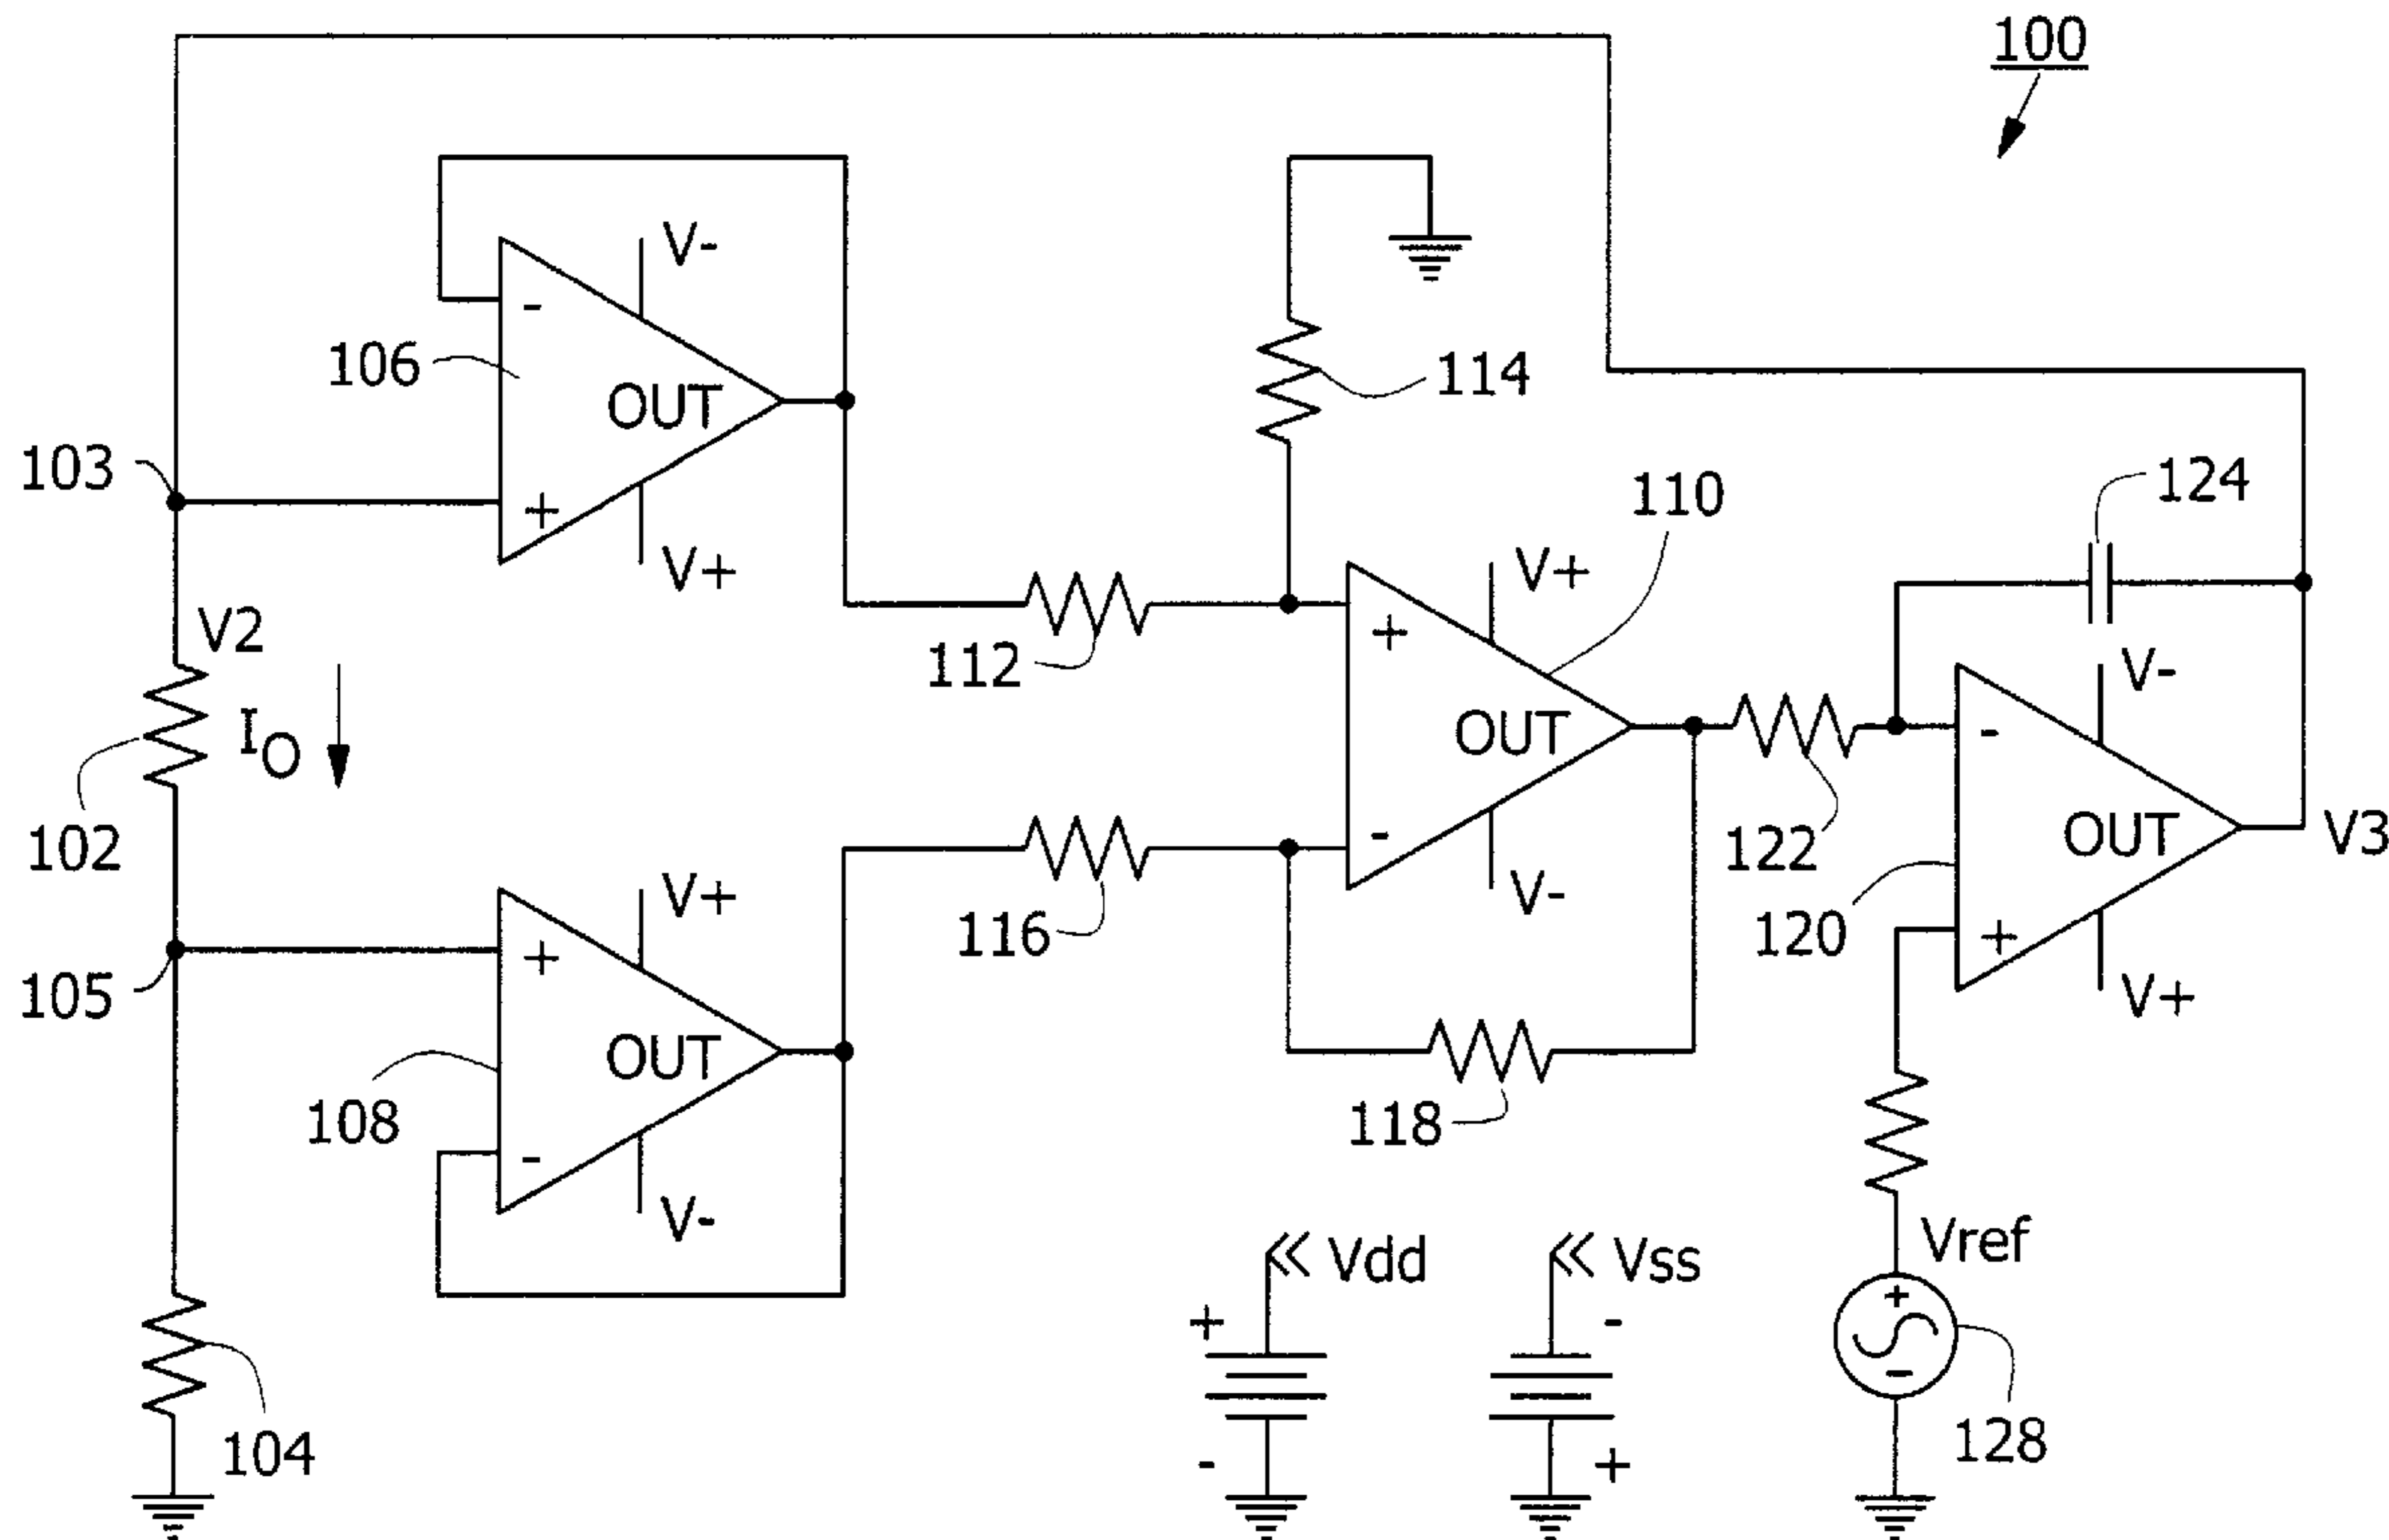 100
V-
106
-
OUT
114
103
+
V+
124
110
V+
V2
112
+
V-
IO
OUT
-
102
V+
-
122
OUT
V3
105
+
116
V-
120
+
OUT
V+
108
-
118
V-
Vdd
Vss
Vref
+
-
+
104
-
+
-
128